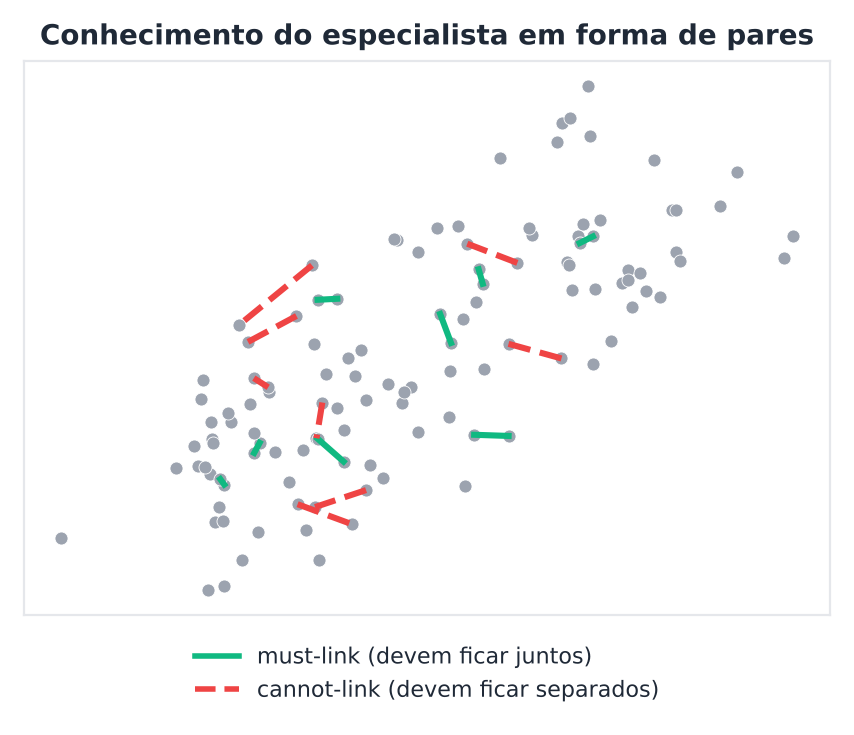 Conhecimento do especialista em forma de pares
must-link (devem ficar juntos)
cannot-link (devem ficar separados)